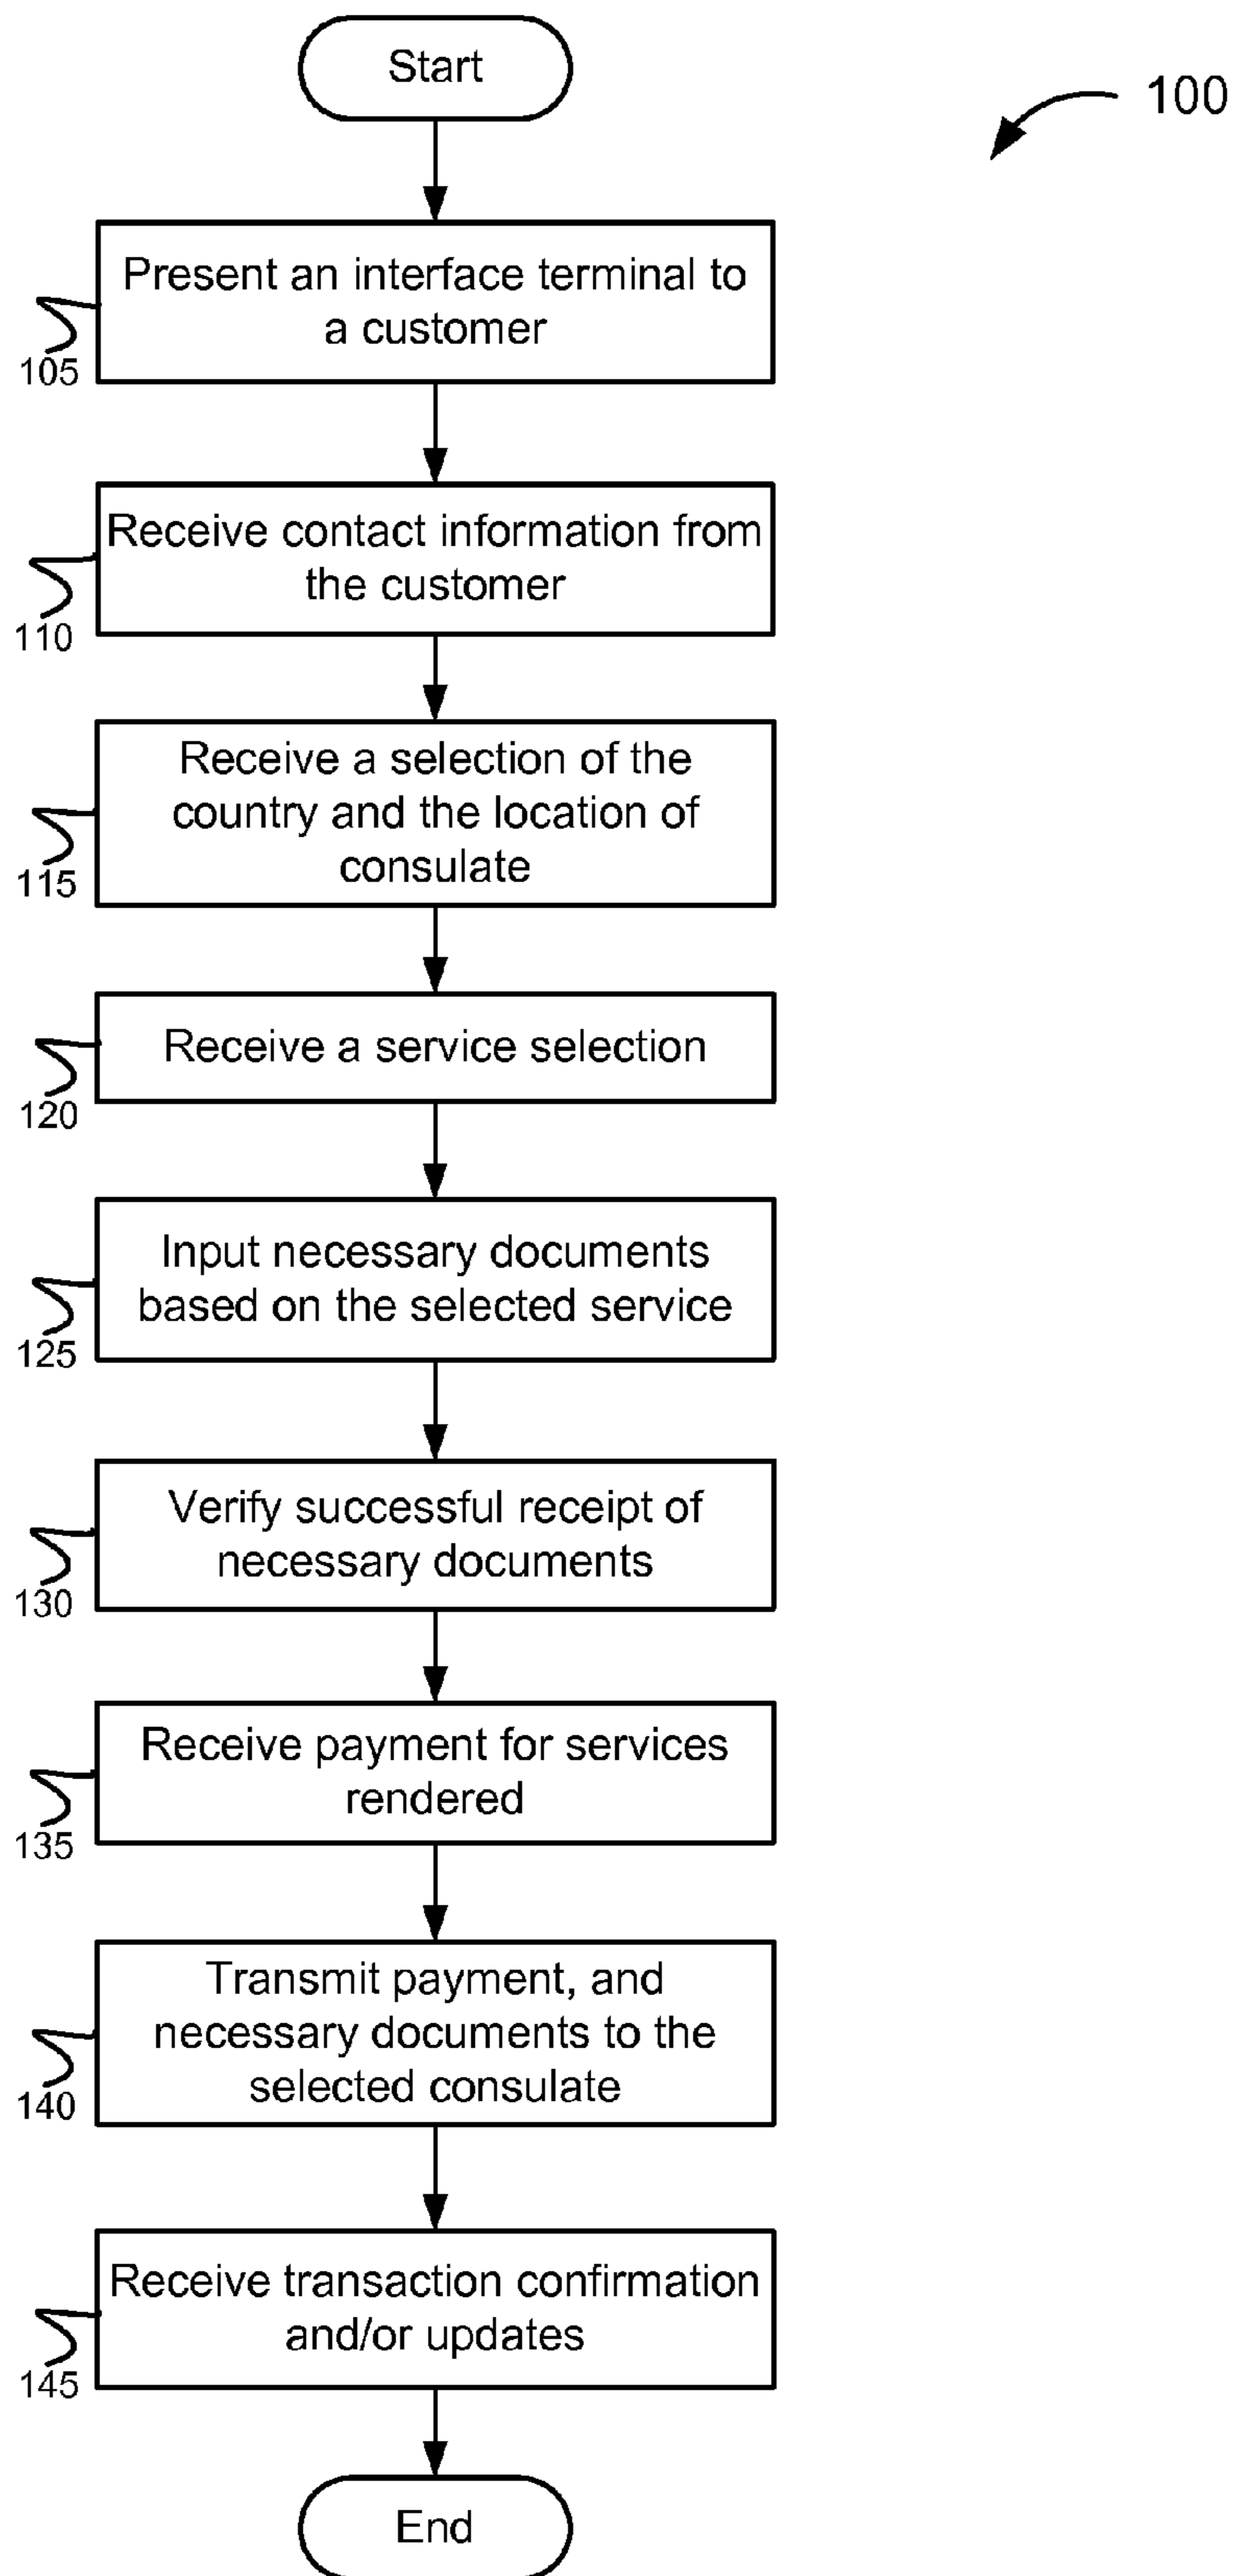 Start
100
Present an interface terminal to
a customer
105
Receive contact information from
the customer
110
Receive a selection of the
country and the location of
consulate
115
Receive a service selection
120
Input necessary documents
based on the selected service
125
Verify successful receipt of
necessary documents
130
Receive payment for services
rendered
135
Transmit payment, and
necessary documents to the
selected consulate
140
Receive transaction confirmation
and/or updates
145
End